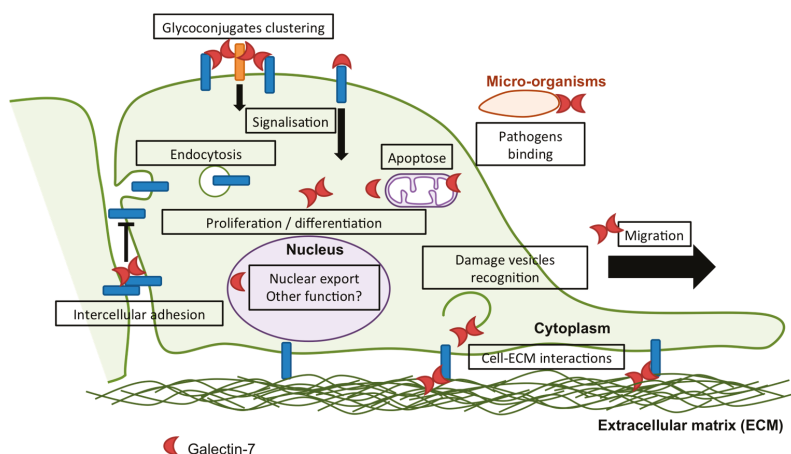 Glycoconjugates clustering
Micro-organisms
Signalisation
Pathogens
binding
Endocytosis
Apoptose
Proliferation / differentiation
Migration
Nucleus
Damage vesicles
recognition
Nuclear export
Other function?
Intercellular adhesion
Cytoplasm
Cell-ECM interactions
Extracellular matrix (ECM)
Galectin-7